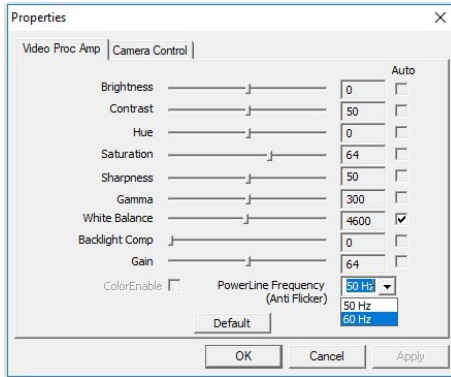 Properties
Video Proc Amp Camera Control
Auto
Brightness 0
Contrast 50
Hue 0
Saturation 64
Sharpness 50
Gamma 300
White Balance 4600
Backlight Comp 0
Gain 64
ColorEnable PowerLine Frequency 50 Hz
(Anti Flicker)
50 Hz
60 Hz
Default
OK Cancel Apply